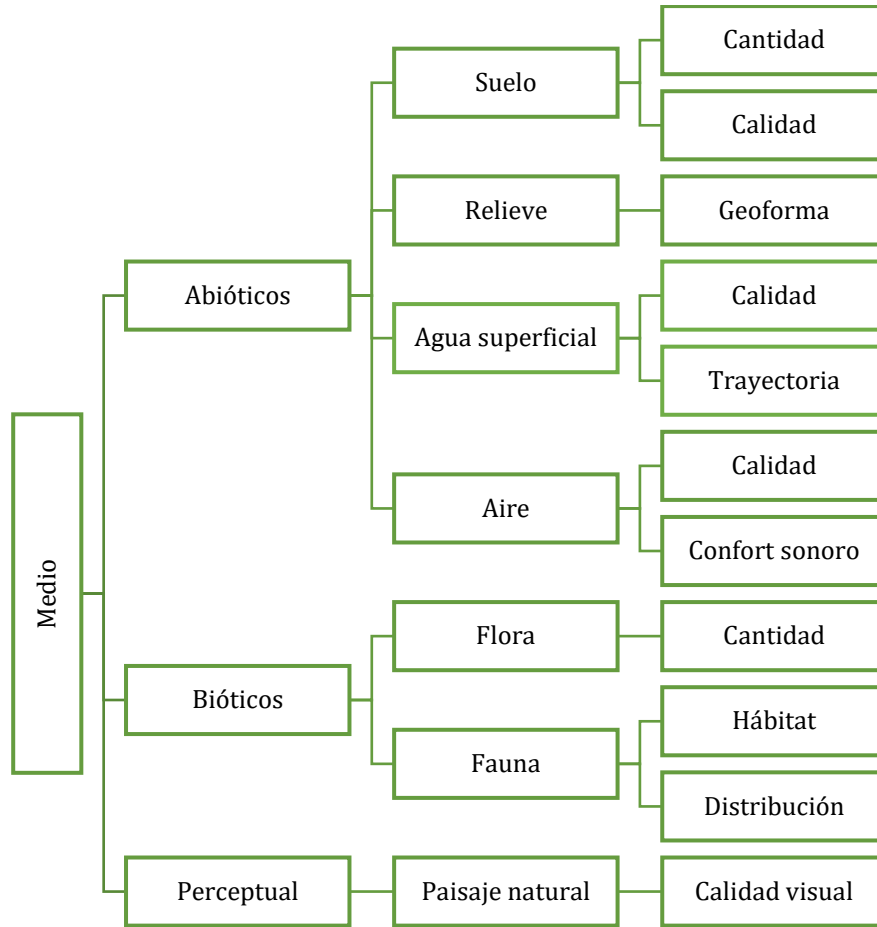 Medio
Abióticos
Suelo
Cantidad
Calidad
Relieve
Geoforma
Agua superficial
Calidad
Trayectoria
Aire
Calidad
Confort sonoro
Bióticos
Flora
Cantidad
Fauna
Hábitat
Distribución
Perceptual
Paisaje natural
Calidad visual